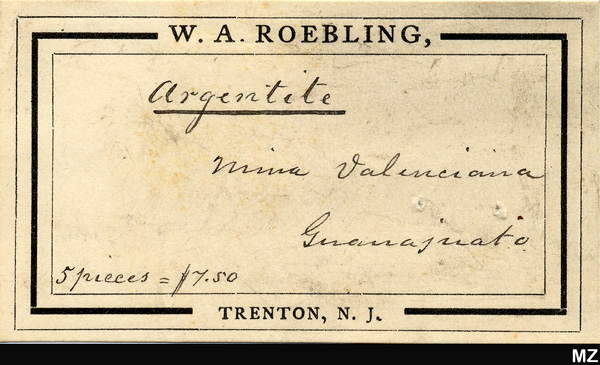 W. A. ROEBLING,
Argentite
Mina Valenciana
Guanajuato
5 pieces = $7.50
TRENTON, N. J.
MZ